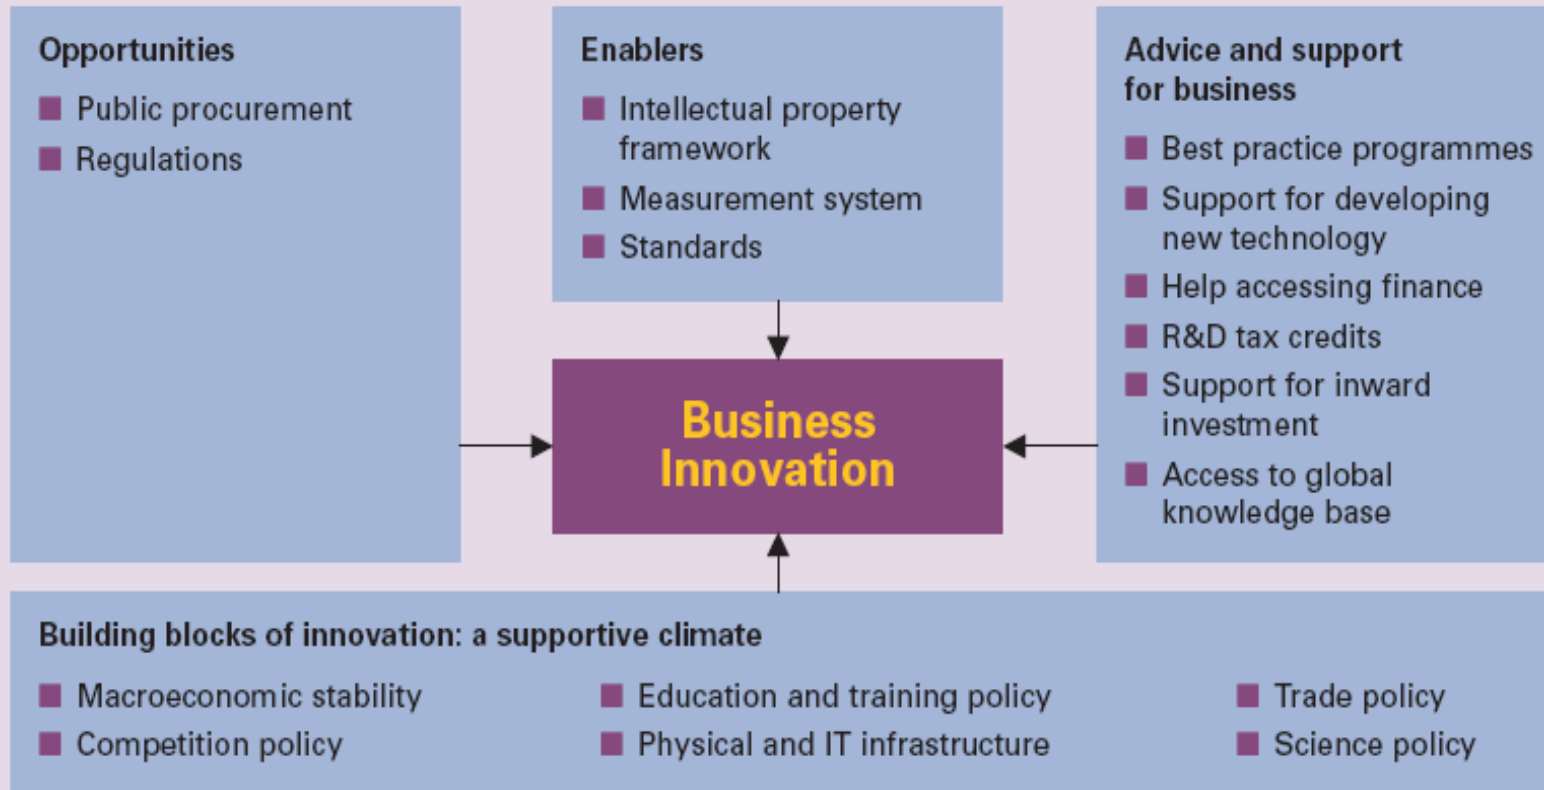 Opportunities
Public procurement
Regulations
Enablers
Intellectual property
framework
Measurement system
Standards
Advice and support
for business
Best practice programmes
Support for developing
new technology
Help accessing finance
R&D tax credits
Support for inward
investment
Access to global
knowledge base
Business
Innovation
Building blocks of innovation: a supportive climate
Macroeconomic stability
Competition policy
Education and training policy
Physical and IT infrastructure
Trade policy
Science policy